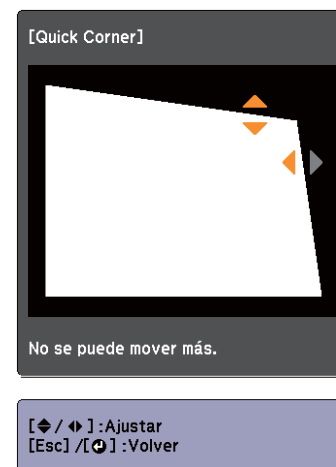 [Quick Corner]
No se puede mover más.
[ / ] :Ajustar
[Esc] /[ ] :Volver